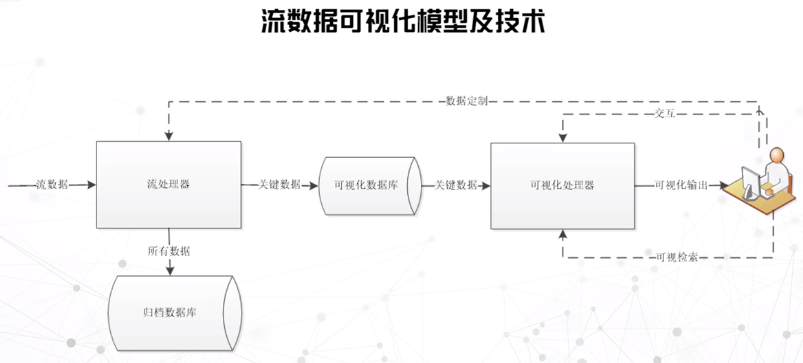 流数据可视化模型及技术
数据定制
交互
流数据
流处理器
关键数据
可视化数据库
关键数据
可视化处理器
可视化输出
所有数据
可视检索
归档数据库